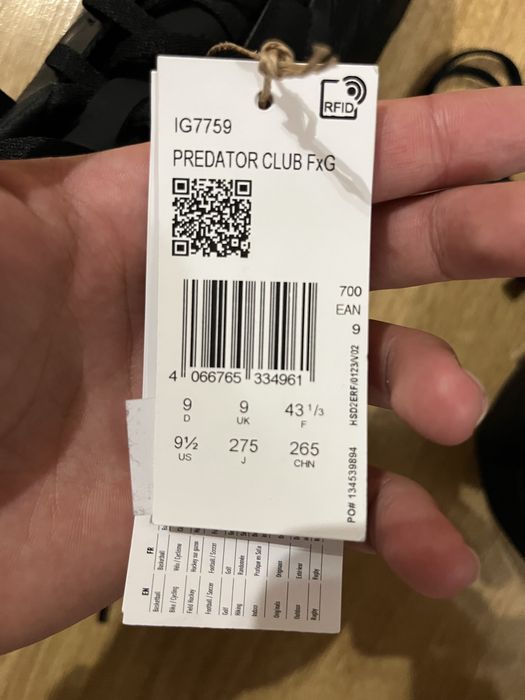 RFID
IG7759
PREDATOR CLUB FxG
700
EAN
9
4 066765 334961
9 9 43 1/3
D UK F
9½ 275 265
US J CHN
HSD2ERF/0123/V02
PO# 134539894
FR
Basketball
Vélo / Cyclisme
Hockey sur gazon
Football / Soccer
Golf
Randonnée
Pratique en Salle
Originaux
Extérieur
Rugby
EN
Basketball
Bike / Cycling
Field Hockey
Football / Soccer
Golf
Hiking
Indoor
Originals
Outdoor
Rugby